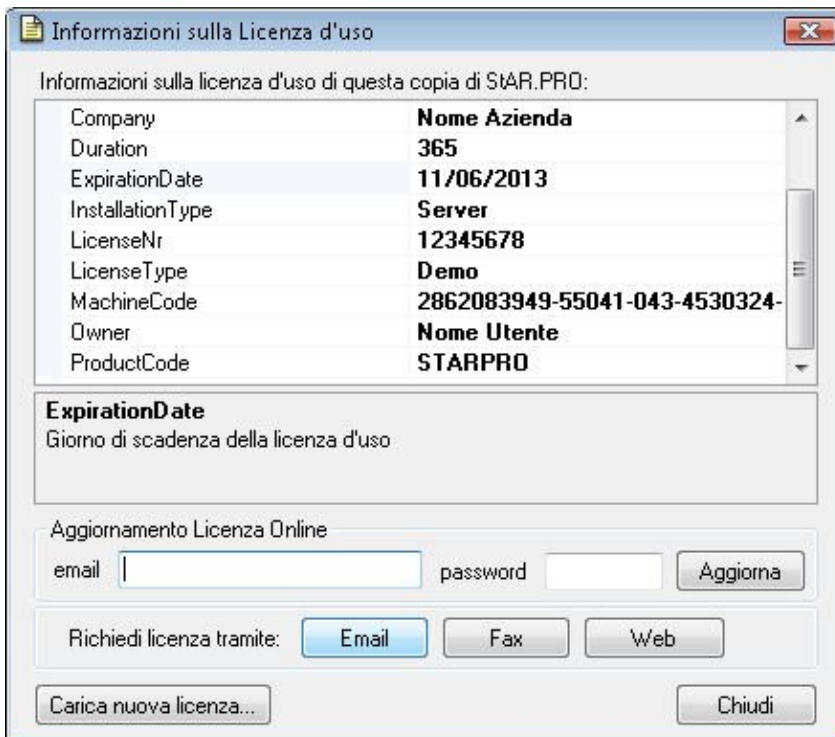 Informazioni sulla Licenza d'uso
Informazioni sulla licenza d'uso di questa copia di StAR.PRO:
Company Nome Azienda
Duration 365
ExpirationDate 11/06/2013
InstallationType Server
LicenseNr 12345678
LicenseType Demo
MachineCode 2862083949-55041-043-4530324-
Owner Nome Utente
ProductCode STARPRO
ExpirationDate
Giorno di scadenza della licenza d'uso
Aggiornamento Licenza Online
email password Aggiorna
Richiedi licenza tramite: Email Fax Web
Carica nuova licenza... Chiudi